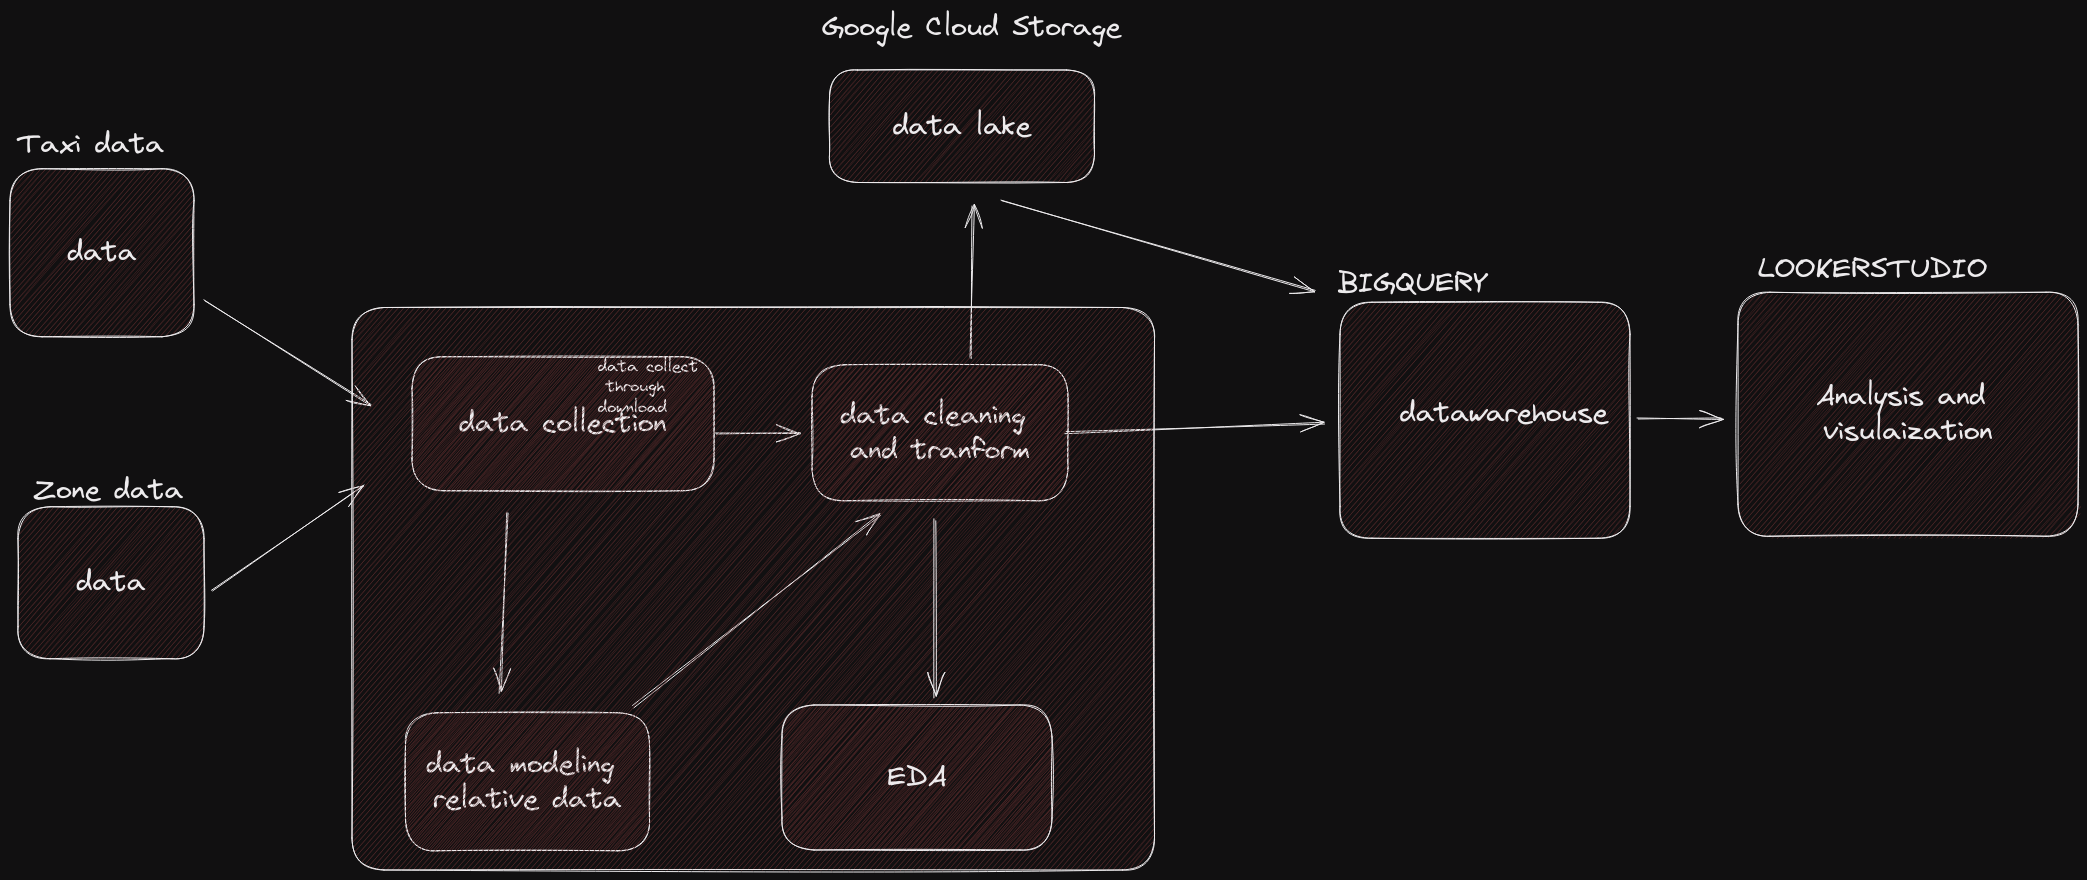 Google Cloud Storage
data lake
Taxi data
data
BIGQUERY
LOOKERSTUDIO
data collect
through
download
data collection
data cleaning
and tranform
datawarehouse
Analysis and
visulaization
Zone data
data
data modeling
relative data
EDA